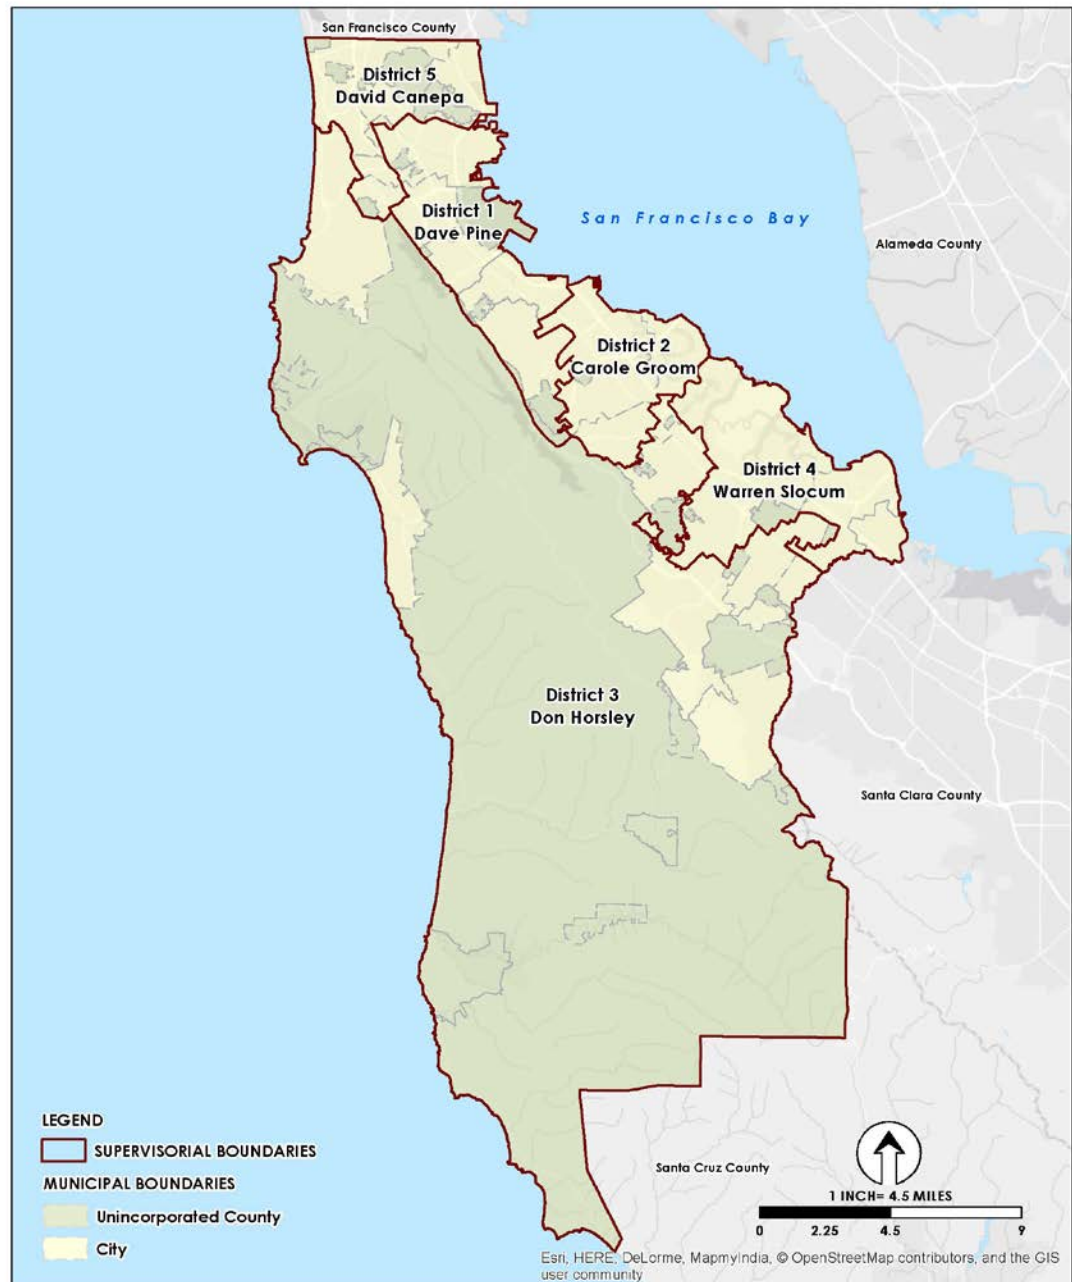 San Francisco County
District 5
David Canepa
District 1
Dave Pine
San Francisco Bay
Alameda County
District 2
Carole Groom
District 4
Warren Slocum
District 3
Don Horsley
Santa Clara County
LEGEND
SUPERVISORIAL BOUNDARIES
MUNICIPAL BOUNDARIES
Unincorporated County
City
Santa Cruz County
1 INCH= 4.5 MILES
0 2.25 4.5 9
Esri, HERE, DeLorme, MapmyIndia, © OpenStreetMap contributors, and the GIS
user community